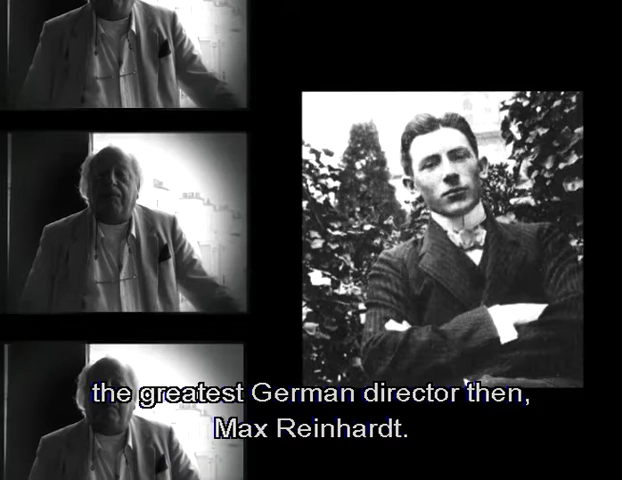 the greatest German director then,
Max Reinhardt.